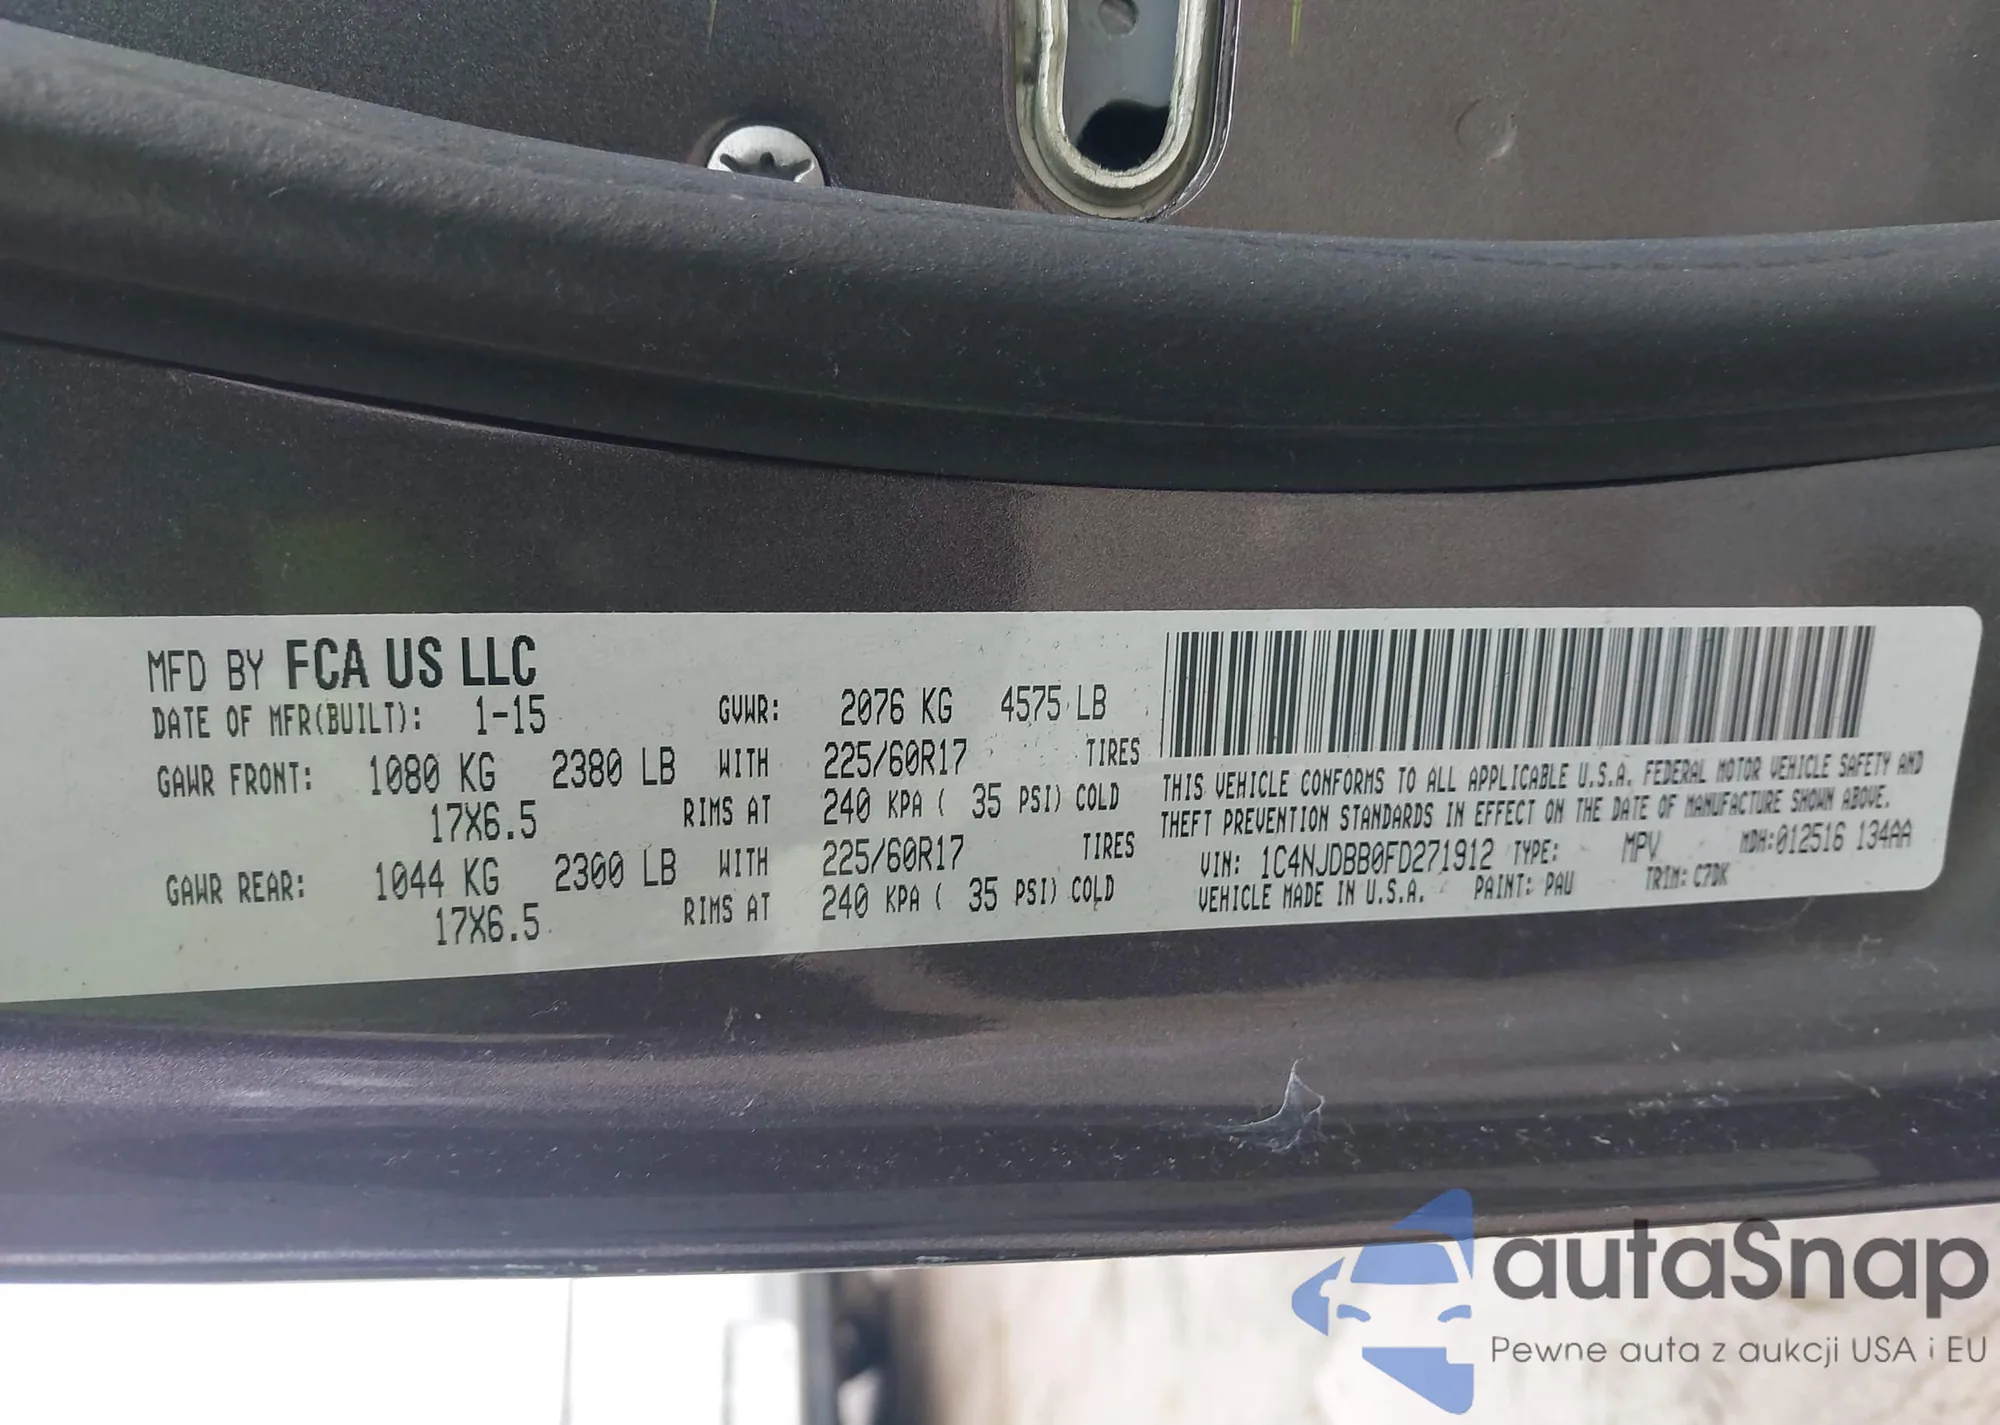 MFD BY FCA US LLC
DATE OF MFR(BUILT): 1-15 GVWR: 2076 KG 4575 LB
GAWR FRONT: 1080 KG 2380 LB WITH 225/60R17 TIRES
17X6.5 RIMS AT 240 KPA ( 35 PSI) COLD
GAWR REAR: 1044 KG 2300 LB WITH 225/60R17 TIRES
17X6.5 RIMS AT 240 KPA ( 35 PSI) COLD
THIS VEHICLE CONFORMS TO ALL APPLICABLE U.S.A. FEDERAL MOTOR VEHICLE SAFETY AND
THEFT PREVENTION STANDARDS IN EFFECT ON THE DATE OF MANUFACTURE SHOWN ABOVE.
VIN: 1C4NJDBB0FD271912 TYPE: MPV MDH:012516 134AA
VEHICLE MADE IN U.S.A. PAINT: PAU TRIM: C7DK
autaSnap
Pewne auta z aukcji USA i EU